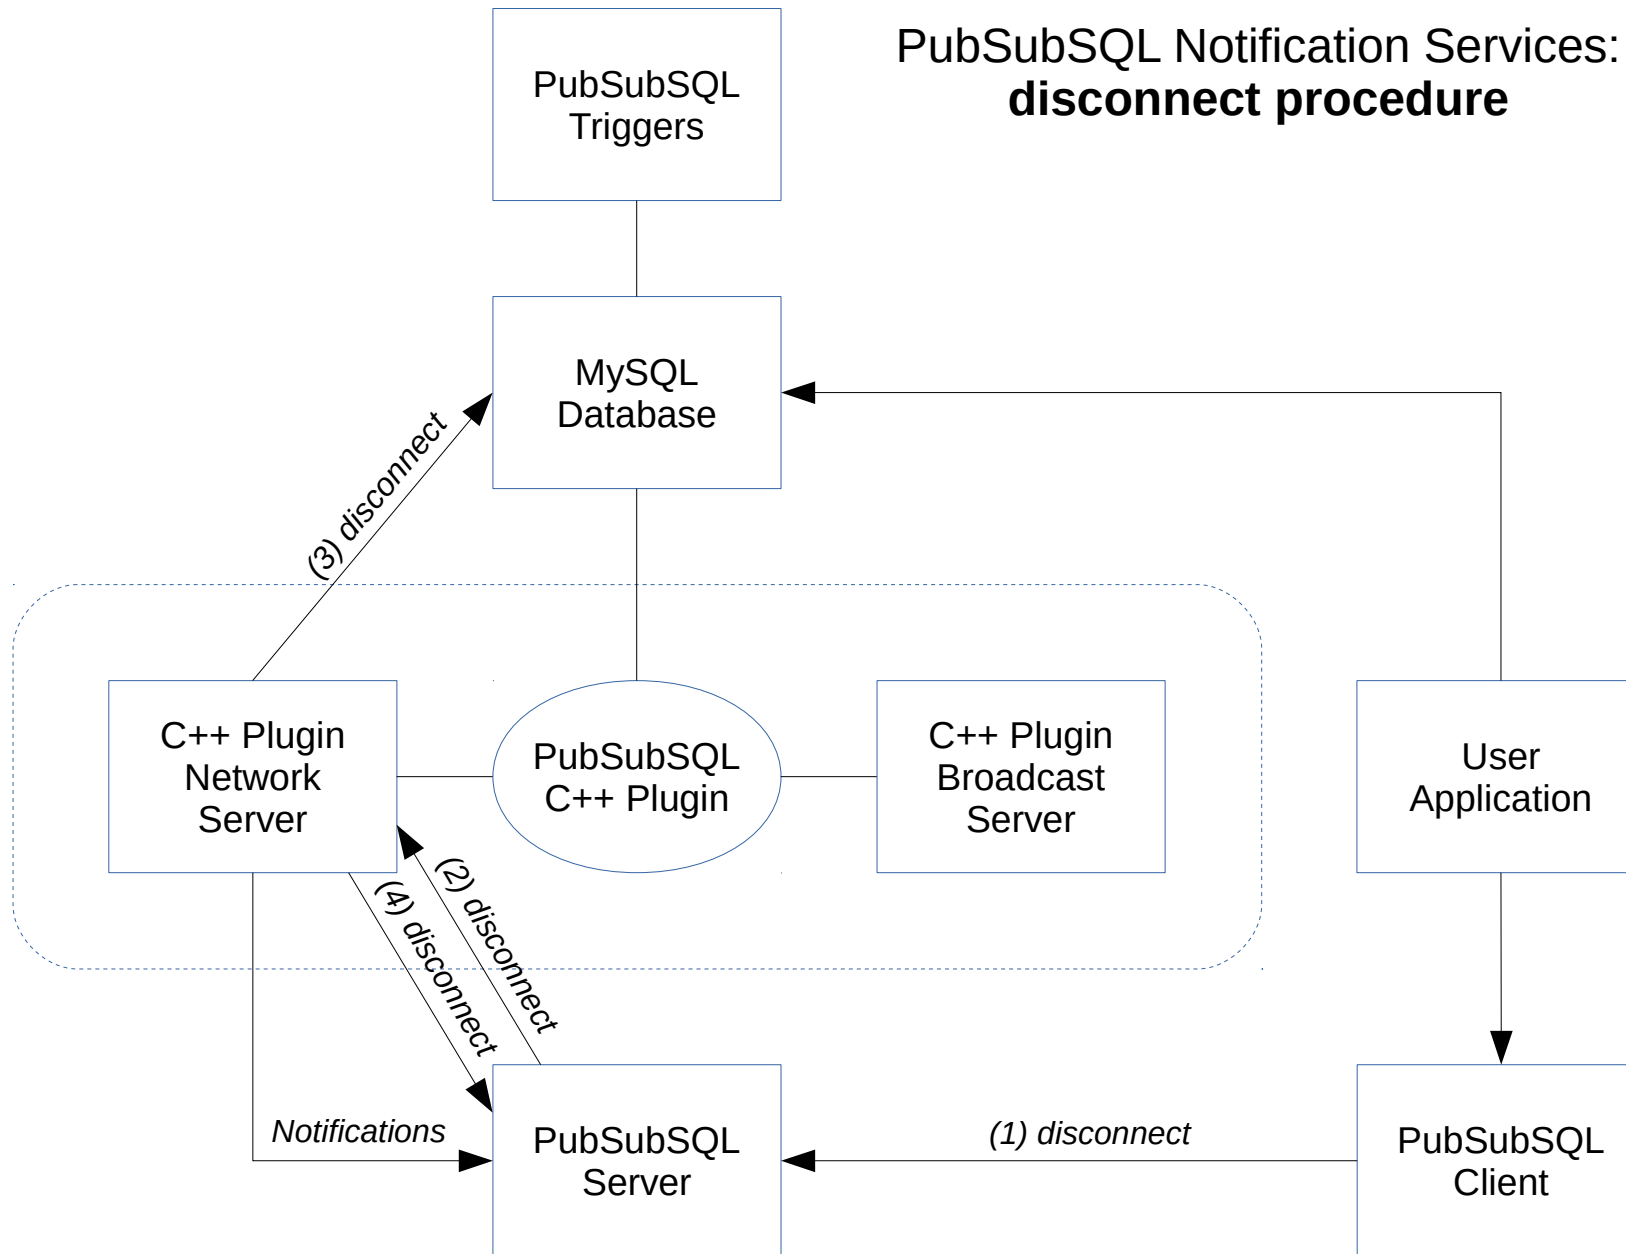 PubSubSQL Notification Services:
disconnect procedure
PubSubSQL
Triggers
MySQL
Database
(3) disconnect
C++ Plugin
Network
Server
PubSubSQL
C++ Plugin
C++ Plugin
Broadcast
Server
User
Application
(2) disconnect
(4) disconnect
Notifications
PubSubSQL
Server
(1) disconnect
PubSubSQL
Client